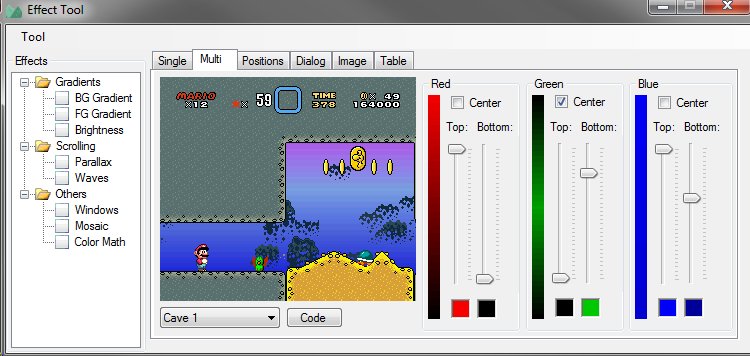 Effect Tool
Tool
Effects
Gradients
BG Gradient
FG Gradient
Brightness
Scrolling
Parallax
Waves
Others
Windows
Mosaic
Color Math
Single Multi Positions Dialog Image Table
MARIO 59 TIME 49
×12 × 378 164000
Cave 1 Code
Red
Center
Top: Bottom:
Green
Center
Top: Bottom:
Blue
Center
Top: Bottom: